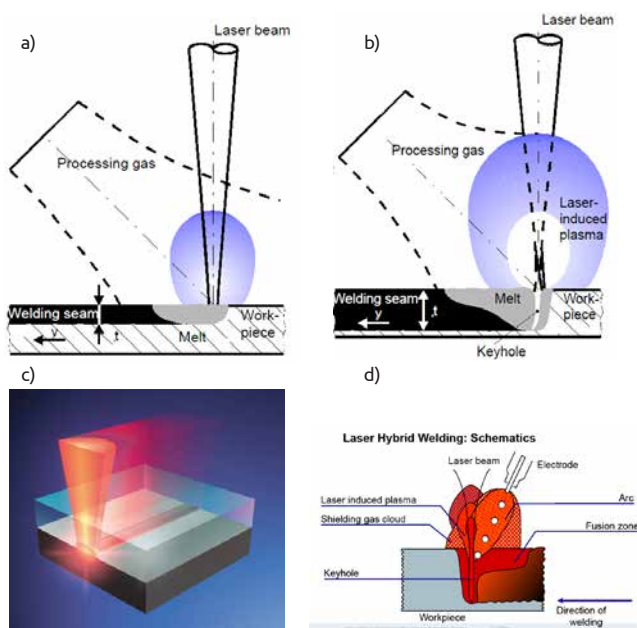 a)
Laser beam
Processing gas
Welding seam
t
v
Melt
Work-
piece
b)
Laser beam
Processing gas
Laser-
induced
plasma
Welding seam
t
v
Melt
Work-
piece
Keyhole
c)
d)
Laser Hybrid Welding: Schematics
Laser beam
Electrode
Laser induced plasma
Arc
Shielding gas cloud
Fusion zone
Keyhole
Workpiece
Direction of
welding